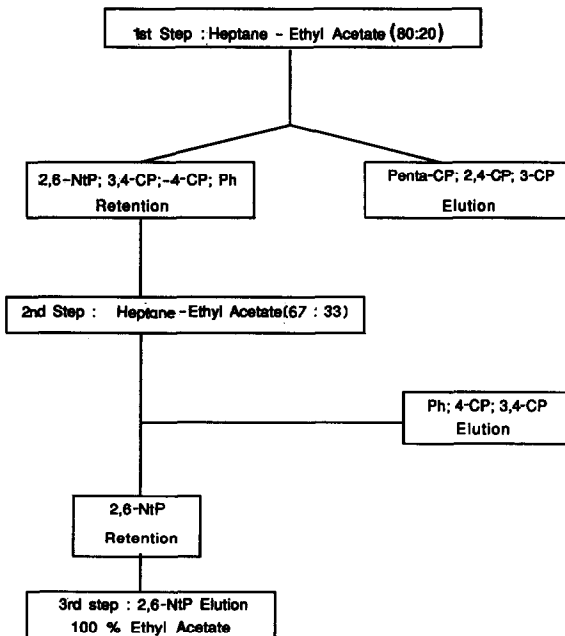 1st Step : Heptane - Ethyl Acetate (80:20)
2,6-NtP; 3,4-CP;-4-CP; Ph
Retention
Penta-CP; 2,4-CP; 3-CP
Elution
2nd Step : Heptane-Ethyl Acetate(67 : 33)
Ph; 4-CP; 3,4-CP
Elution
2,6-NtP
Retention
3rd step : 2,6-NtP Elution
100 % Ethyl Acetate